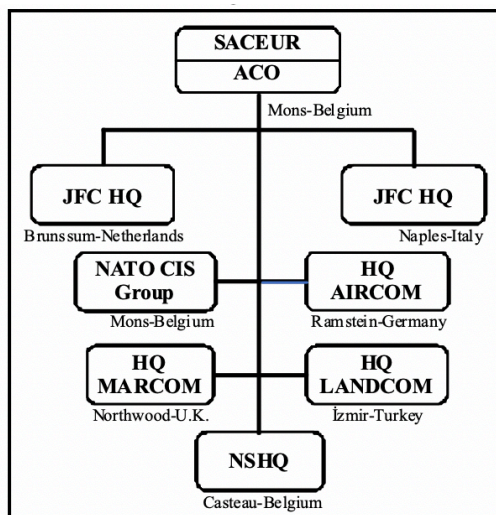 SACEUR
ACO
Mons-Belgium
JFC HQ
Brunssum-Netherlands
JFC HQ
Naples-Italy
NATO CIS
Group
Mons-Belgium
HQ
AIRCOM
Ramstein-Germany
HQ
MARCOM
Northwood-U.K.
HQ
LANDCOM
İzmir-Turkey
NSHQ
Casteau-Belgium